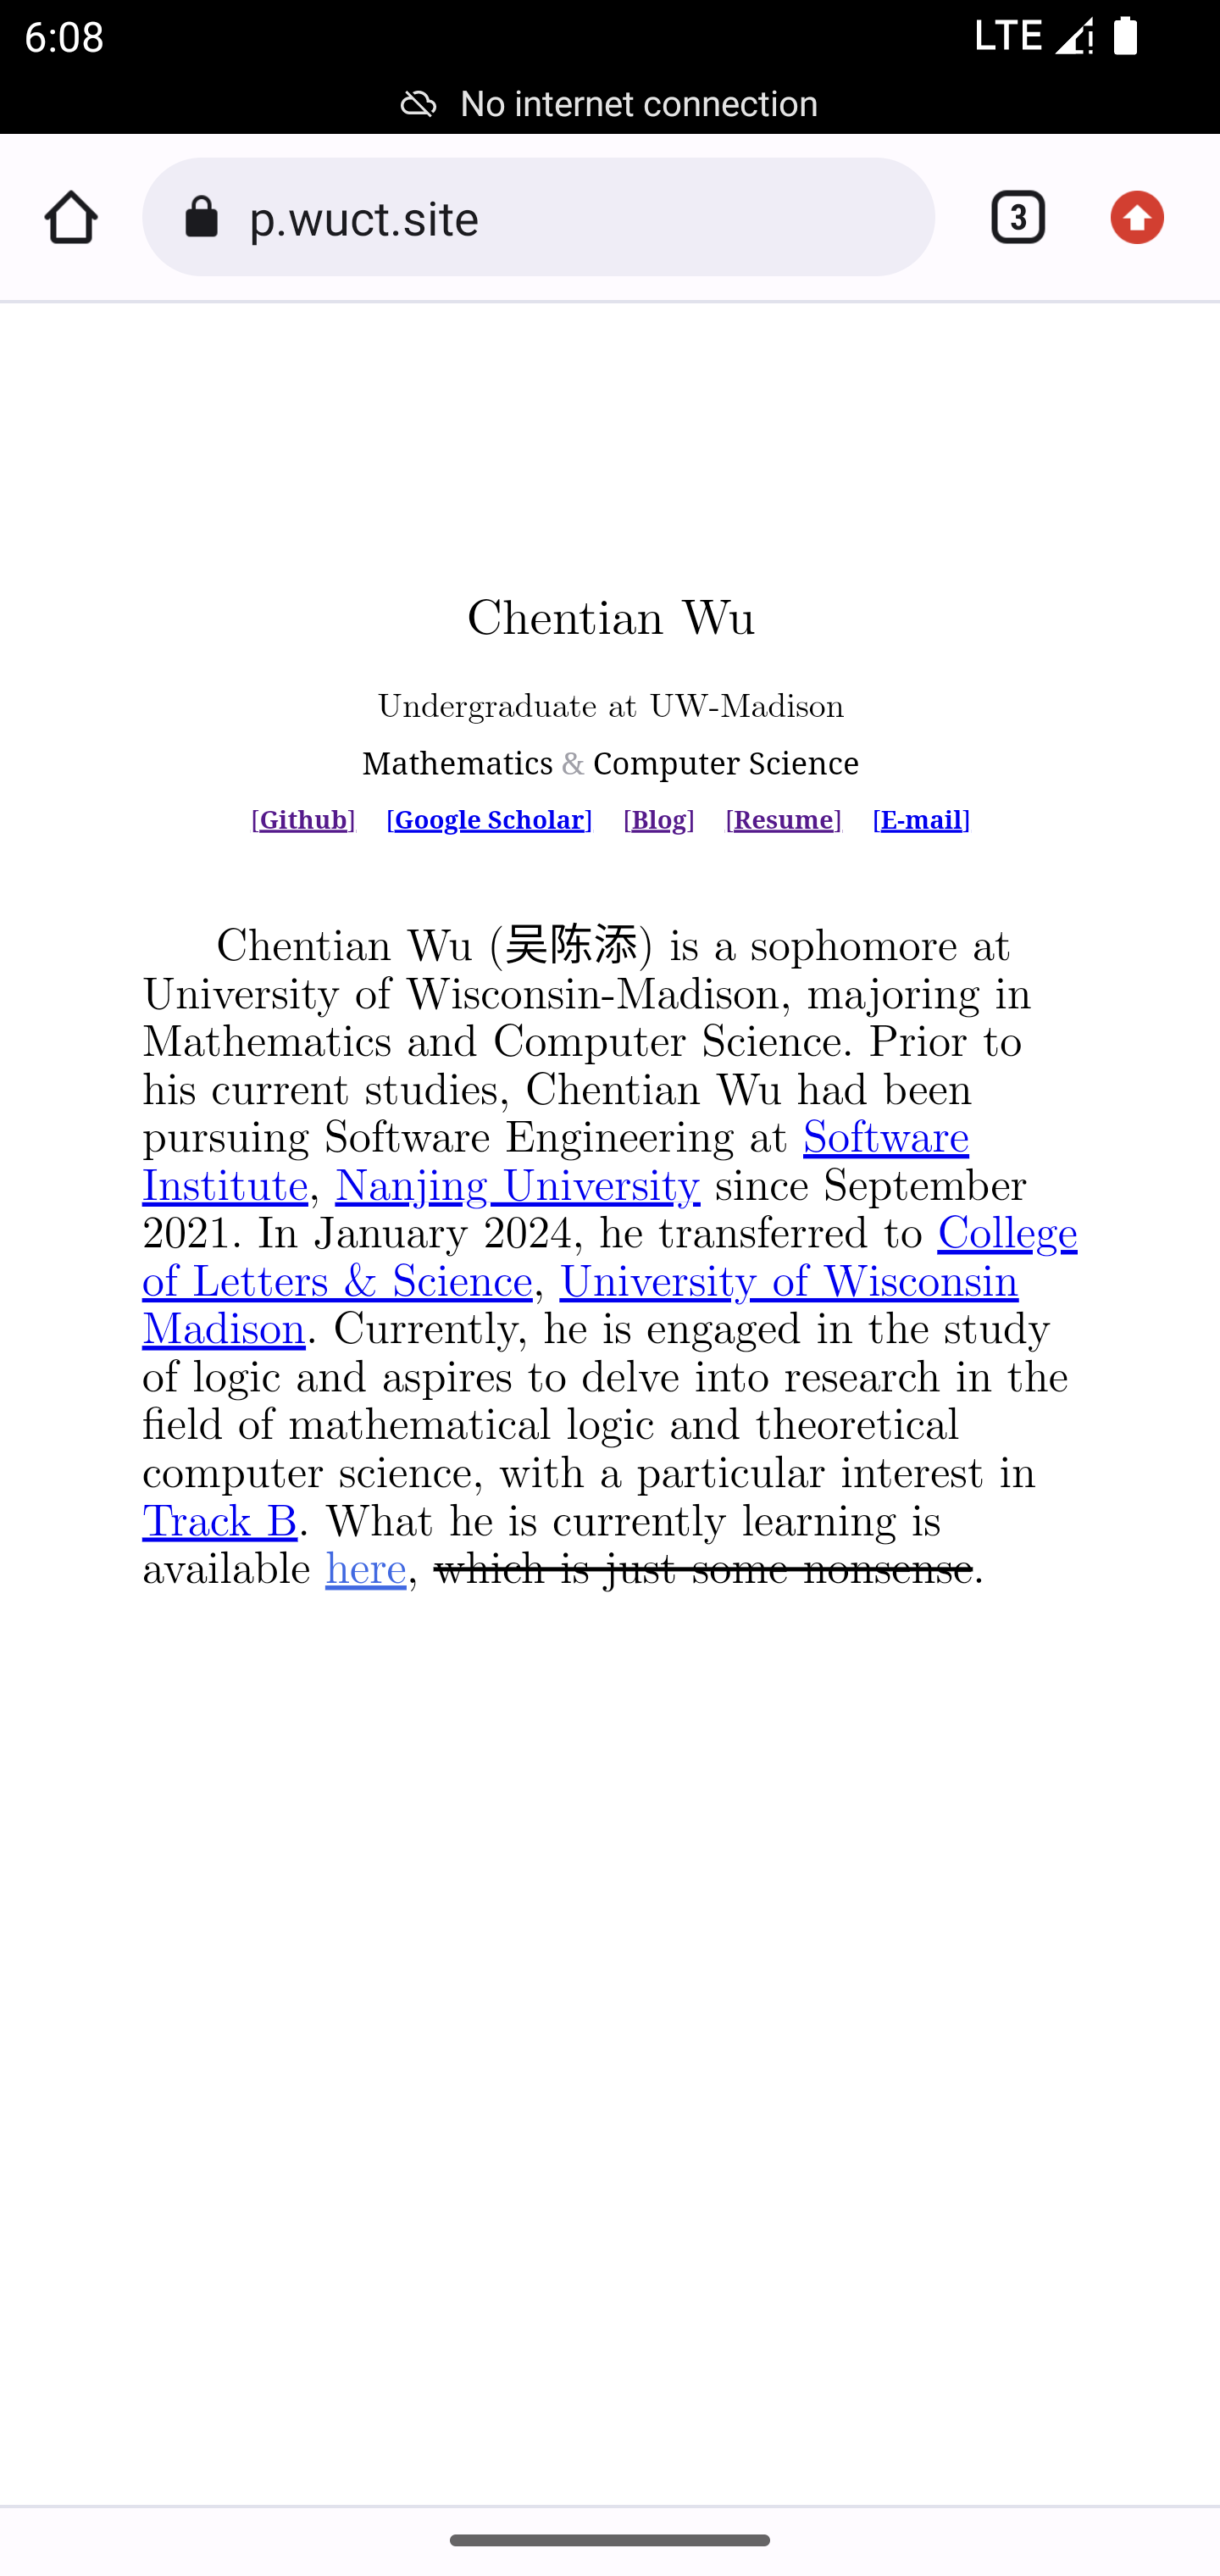 6:08
LTE
No internet connection
p.wuct.site
3
Chentian Wu
Undergraduate at UW-Madison
Mathematics & Computer Science
[Github] [Google Scholar] [Blog] [Resume] [E-mail]
Chentian Wu (吴陈添) is a sophomore at
University of Wisconsin-Madison, majoring in
Mathematics and Computer Science. Prior to
his current studies, Chentian Wu had been
pursuing Software Engineering at Software
Institute, Nanjing University since September
2021. In January 2024, he transferred to College
of Letters & Science, University of Wisconsin
Madison. Currently, he is engaged in the study
of logic and aspires to delve into research in the
field of mathematical logic and theoretical
computer science, with a particular interest in
Track B. What he is currently learning is
available here, which is just some nonsense.